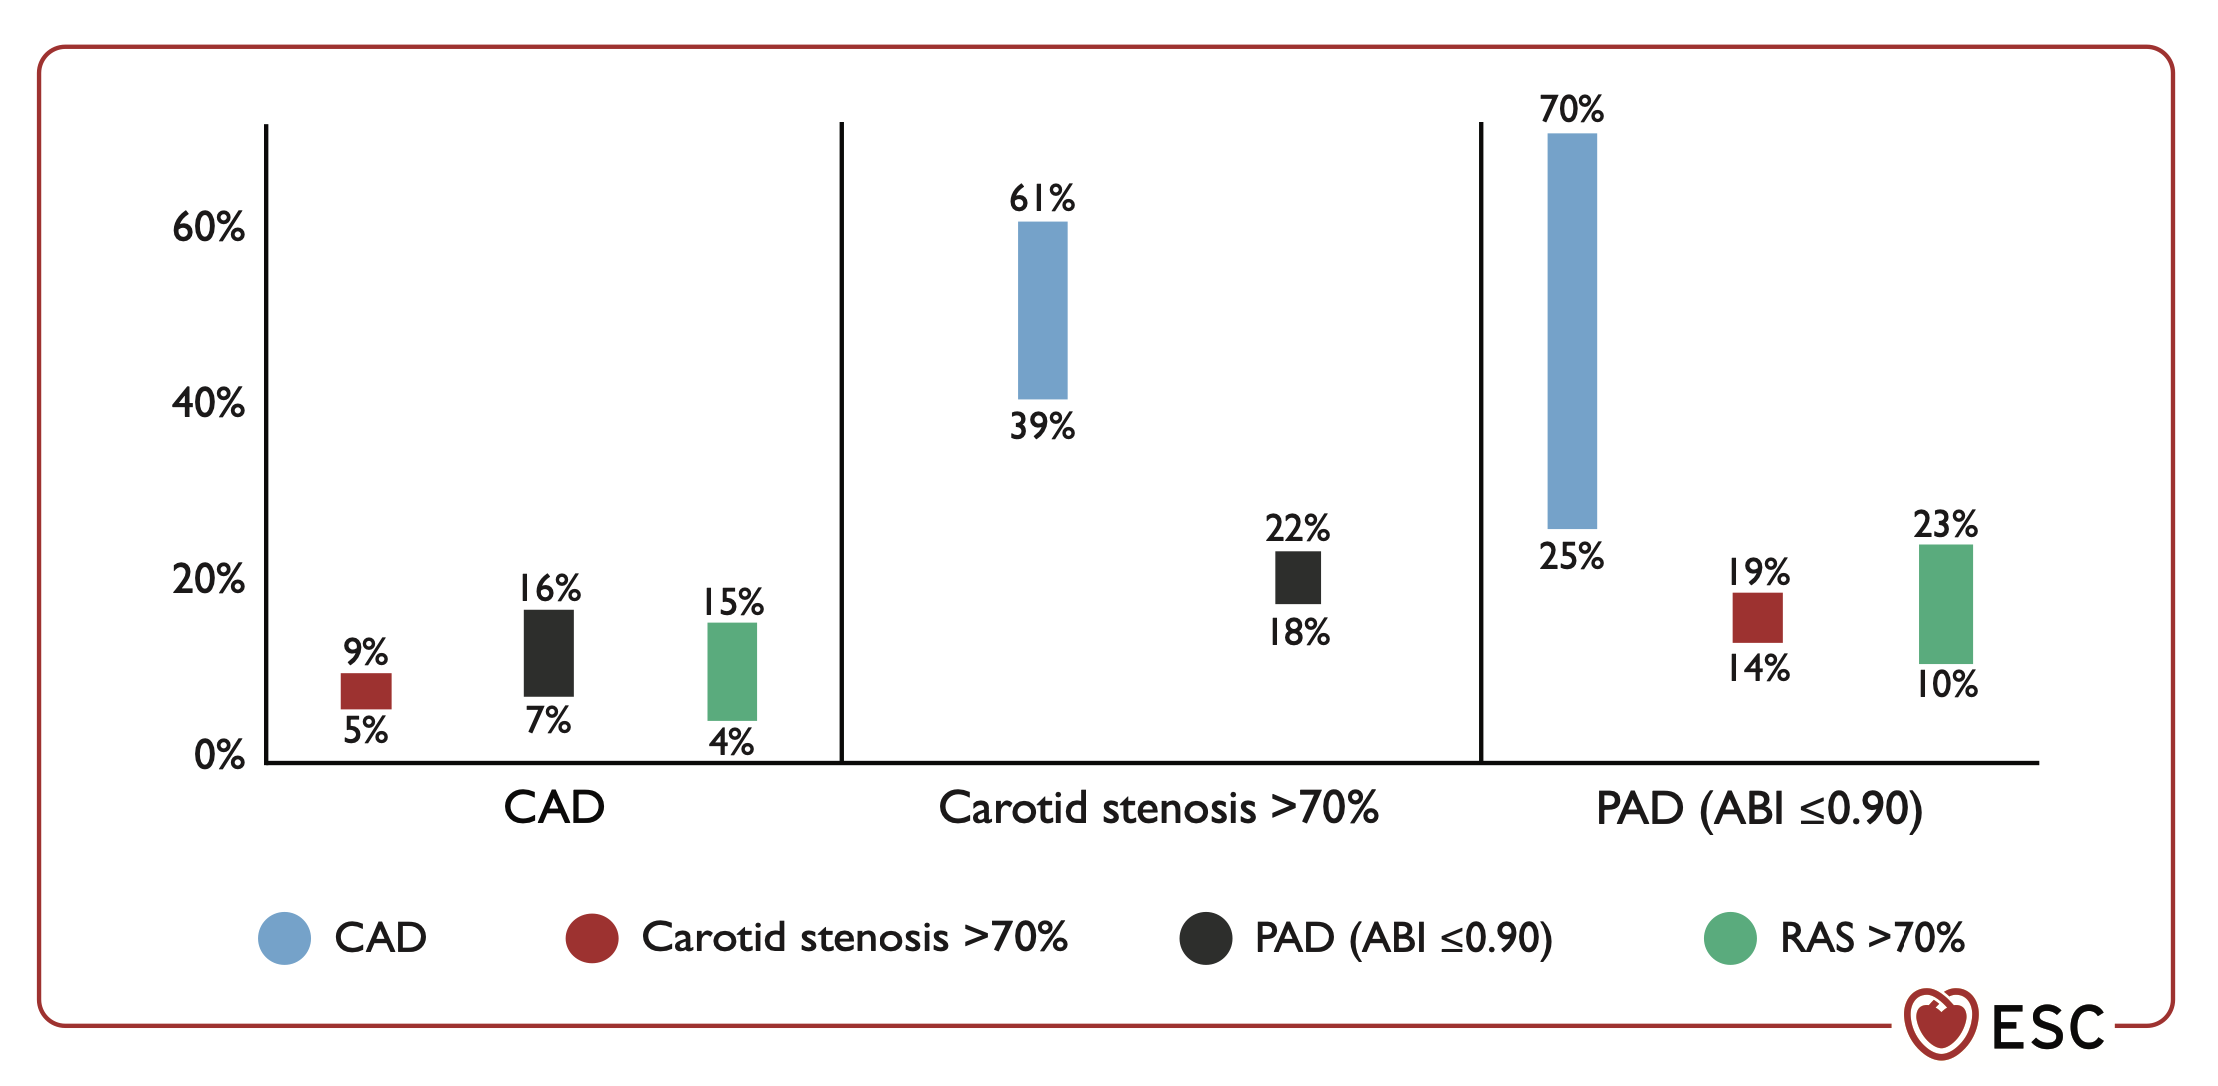 70%
61%
60%
40%
39%
25%
23%
22%
20%
19%
18%
16%
15%
14%
10%
9%
7%
5%
4%
0%
CAD
Carotid stenosis >70%
PAD (ABI ≤0.90)
CAD
Carotid stenosis >70%
PAD (ABI ≤0.90)
RAS >70%
ESC